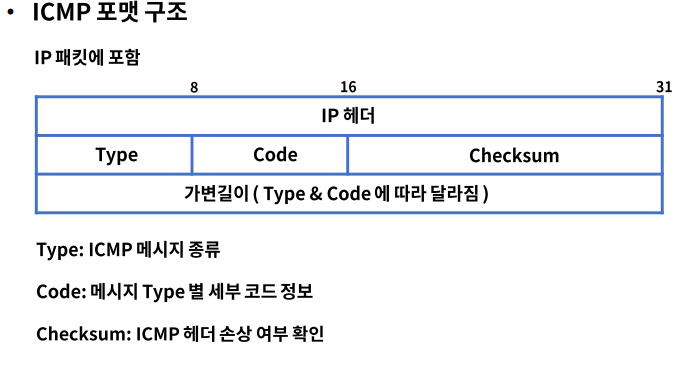 • ICMP 포맷 구조
IP 패킷에 포함
8 16 31
IP 헤더
Type Code Checksum
가변길이 ( Type & Code 에 따라 달라짐 )
Type: ICMP 메시지 종류
Code: 메시지 Type 별 세부 코드 정보
Checksum: ICMP 헤더 손상 여부 확인